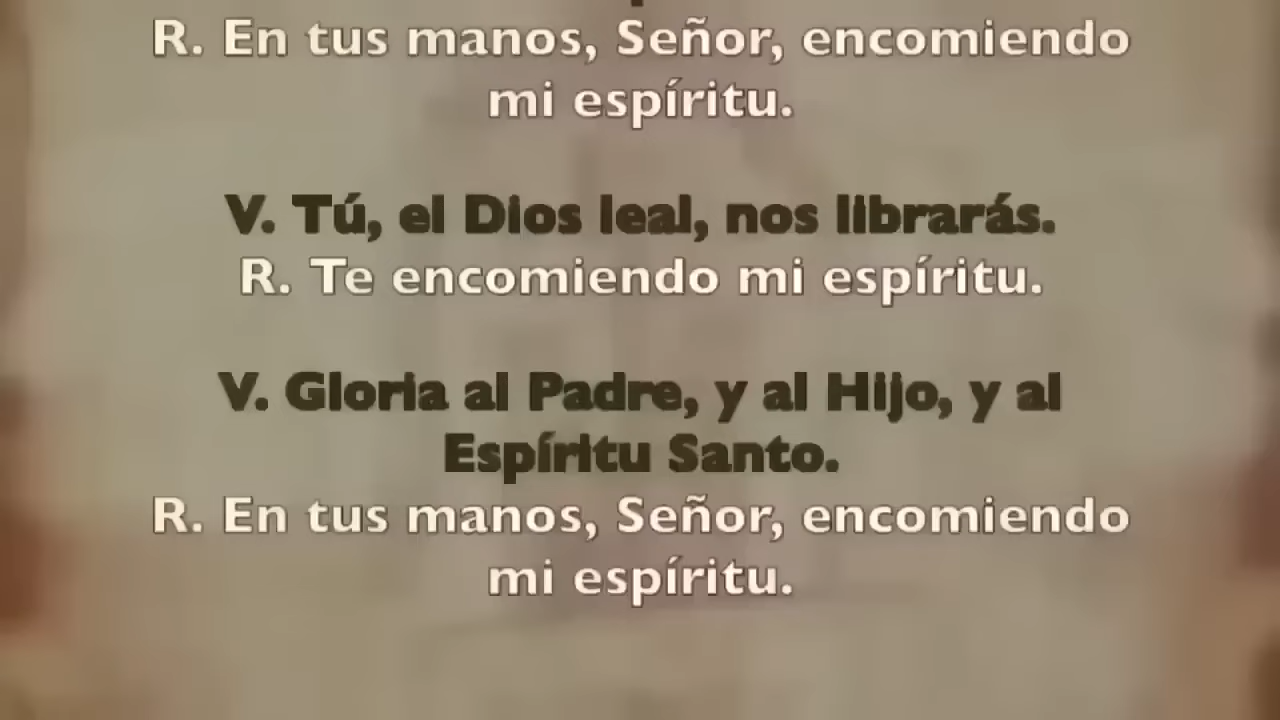 R. En tus manos, Señor, encomiendo
mi espíritu.
V. Tú, el Dios leal, nos librarás.
R. Te encomiendo mi espíritu.
V. Gloria al Padre, y al Hijo, y al
Espíritu Santo.
R. En tus manos, Señor, encomiendo
mi espíritu.